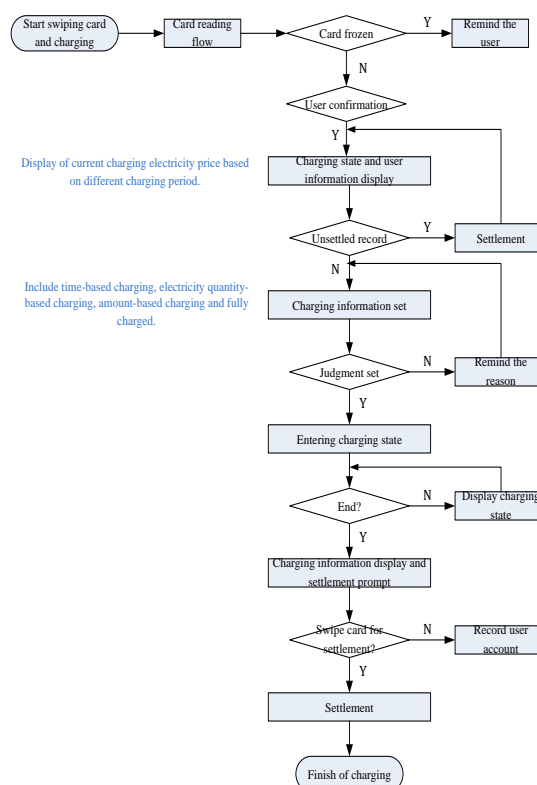 Start swiping card
and charging
Card reading
flow
Card frozen
Y
Remind the
user
N
User confirmation
Y
Display of current charging electricity price based
on different charging period.
Charging state and user
information display
Unsettled record
Y
Settlement
N
Include time-based charging, electricity quantity-
based charging, amount-based charging and fully
charged.
Charging information set
Judgment set
N
Remind the
reason
Y
Entering charging state
End?
N
Display charging
state
Y
Charging information display and
settlement prompt
Swipe card for
settlement?
N
Record user
account
Y
Settlement
Finish of charging